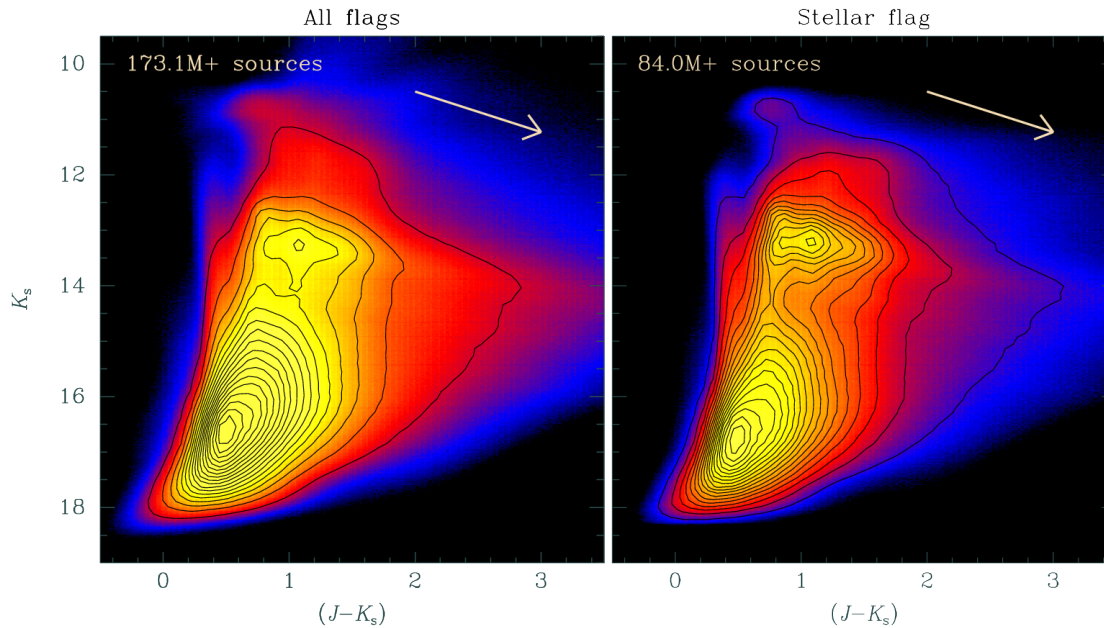 All flags
Stellar flag
173.1M+ sources
84.0M+ sources
10
12
14
16
18
Ks
0 1 2 3
0 1 2 3
(J−Ks)
(J−Ks)